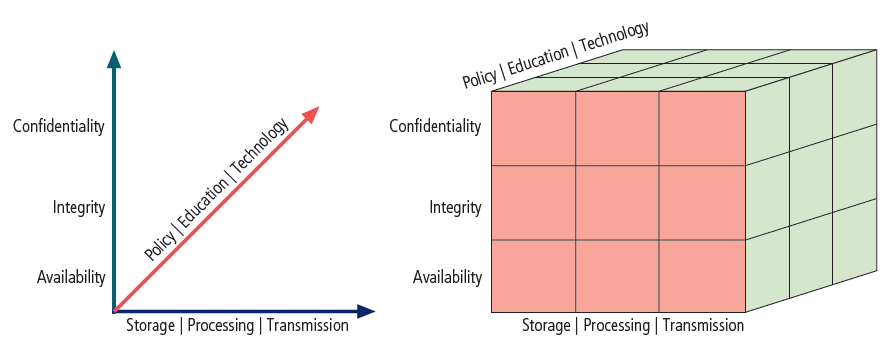 Confidentiality
Integrity
Availability
Policy | Education | Technology
Storage | Processing | Transmission
Policy | Education | Technology
Confidentiality
Integrity
Availability
Storage | Processing | Transmission